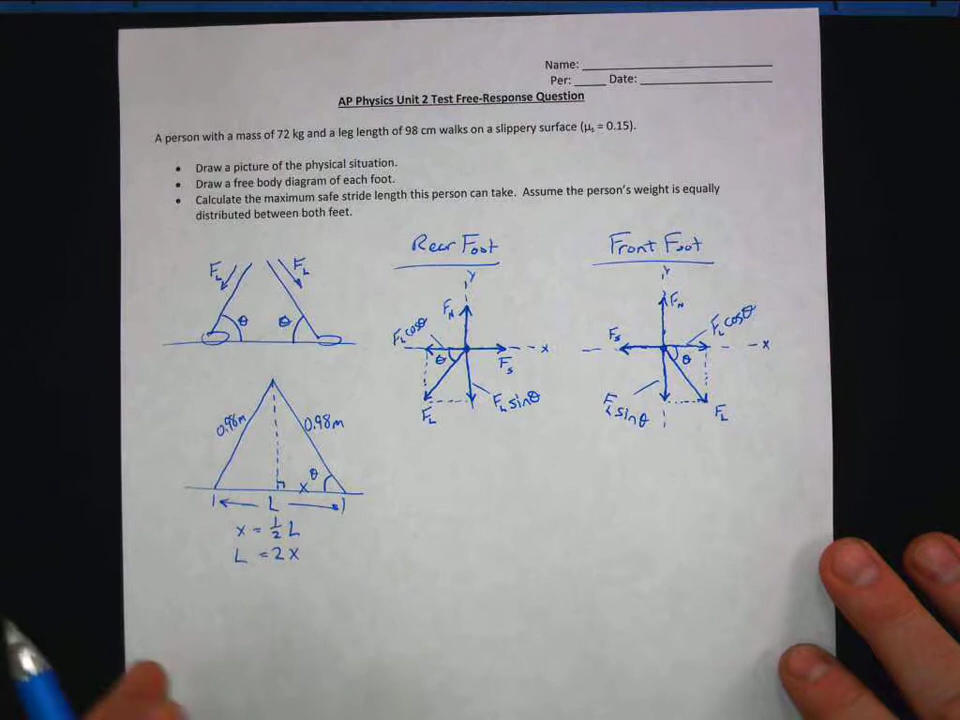 Name: ____________
Per: _____ Date: ____________
AP Physics Unit 2 Test Free-Response Question
A person with a mass of 72 kg and a leg length of 98 cm walks on a slippery surface (μs = 0.15).
• Draw a picture of the physical situation.
• Draw a free body diagram of each foot.
• Calculate the maximum safe stride length this person can take. Assume the person's weight is equally
distributed between both feet.
Rear Foot
Front Foot
FL
FL
θ
θ
y
FN
FL cosθ
θ
x
Fs
FL sinθ
FL
y
FN
FL cosθ
Fs
θ
x
FL sinθ
FL
0.98m
0.98m
θ
x
L
x = 1/2 L
L = 2x